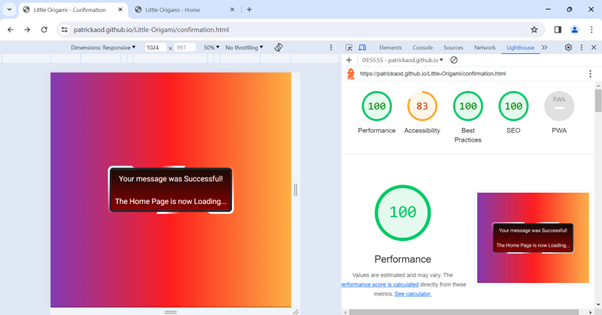 Little Origami - Confirmation
Little Origami - Home
patrickaod.github.io/Little-Origami/confirmation.html
Dimensions: Responsive
1024 × 997
50%
No throttling
Elements
Console
Sources
Network
Lighthouse
09:55:55 - patrickaod.github.io
https://patrickaod.github.io/Little-Origami/confirmation.html
100
83
100
100
PWA
Performance
Accessibility
Best
Practices
SEO
PWA
Your message was Successful!
The Home Page is now Loading...
100
Performance
Values are estimated and may vary. The
performance score is calculated directly from these
metrics. See calculator.
Your message was Successful!
The Home Page is now Loading...